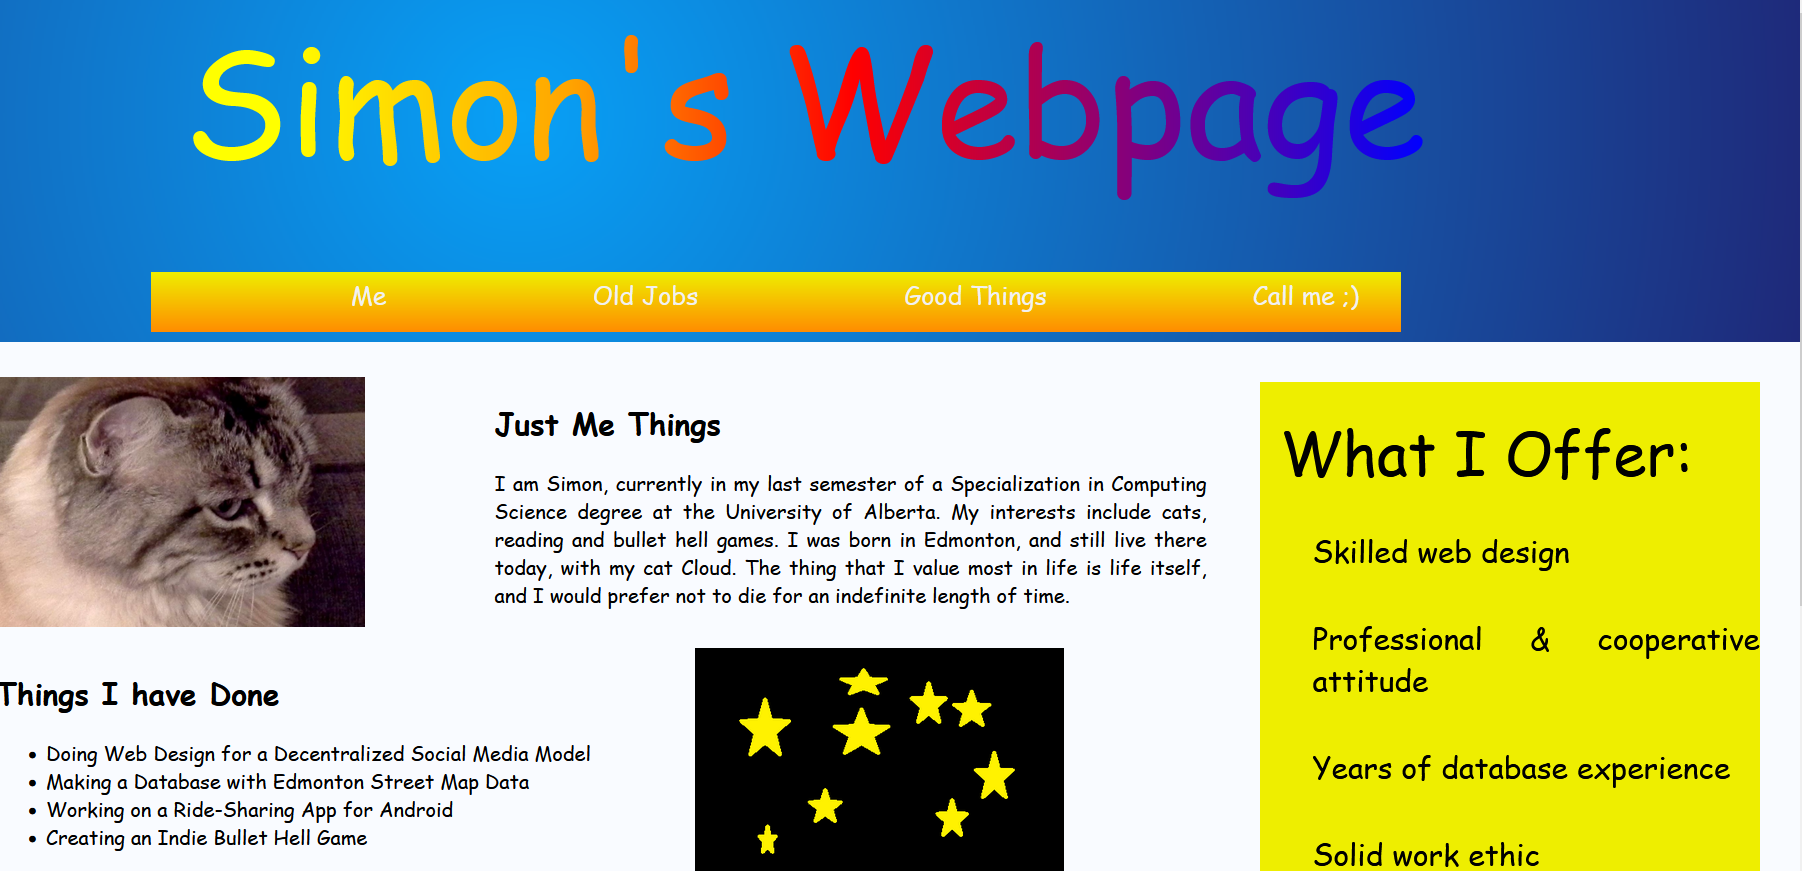 Simon's Webpage
Me
Old Jobs
Good Things
Call me ;)
Just Me Things
I am Simon, currently in my last semester of a Specialization in Computing
Science degree at the University of Alberta. My interests include cats,
reading and bullet hell games. I was born in Edmonton, and still live there
today, with my cat Cloud. The thing that I value most in life is life itself,
and I would prefer not to die for an indefinite length of time.
Things I have Done
• Doing Web Design for a Decentralized Social Media Model
• Making a Database with Edmonton Street Map Data
• Working on a Ride-Sharing App for Android
• Creating an Indie Bullet Hell Game
What I Offer:
Skilled web design
Professional & cooperative
attitude
Years of database experience
Solid work ethic